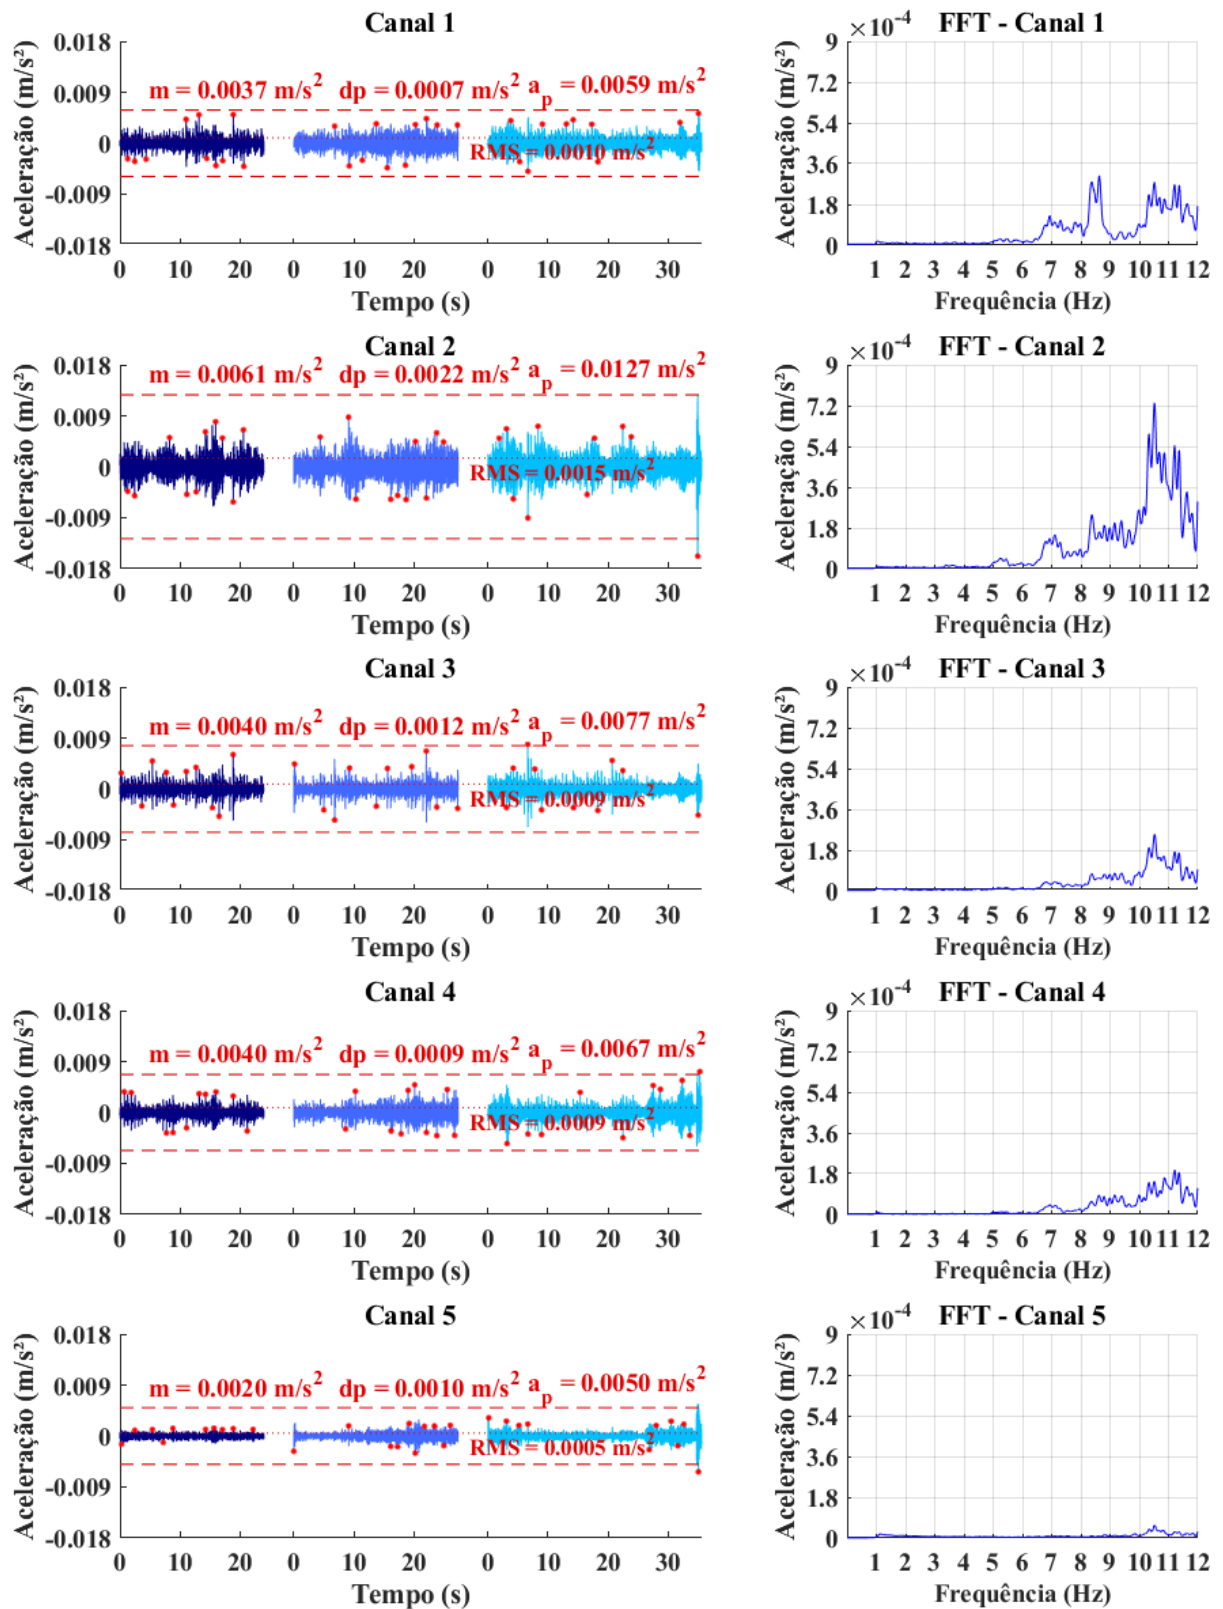 Canal 1
Aceleração (m/s²)
0.018
0.009
0
-0.009
-0.018
m = 0.0037 m/s² dp = 0.0007 m/s² a_p = 0.0059 m/s²
RMS = 0.0010 m/s²
0 10 20 0 10 20 0 10 20 30
Tempo (s)
×10⁻⁴ FFT - Canal 1
Aceleração (m/s²)
9
7.2
5.4
3.6
1.8
0
1 2 3 4 5 6 7 8 9 10 11 12
Frequência (Hz)
Canal 2
Aceleração (m/s²)
0.018
0.009
0
-0.009
-0.018
m = 0.0061 m/s² dp = 0.0022 m/s² a_p = 0.0127 m/s²
RMS = 0.0015 m/s²
0 10 20 0 10 20 0 10 20 30
Tempo (s)
×10⁻⁴ FFT - Canal 2
Aceleração (m/s²)
9
7.2
5.4
3.6
1.8
0
1 2 3 4 5 6 7 8 9 10 11 12
Frequência (Hz)
Canal 3
Aceleração (m/s²)
0.018
0.009
0
-0.009
-0.018
m = 0.0040 m/s² dp = 0.0012 m/s² a_p = 0.0077 m/s²
RMS = 0.0009 m/s²
0 10 20 0 10 20 0 10 20 30
Tempo (s)
×10⁻⁴ FFT - Canal 3
Aceleração (m/s²)
9
7.2
5.4
3.6
1.8
0
1 2 3 4 5 6 7 8 9 10 11 12
Frequência (Hz)
Canal 4
Aceleração (m/s²)
0.018
0.009
0
-0.009
-0.018
m = 0.0040 m/s² dp = 0.0009 m/s² a_p = 0.0067 m/s²
RMS = 0.0009 m/s²
0 10 20 0 10 20 0 10 20 30
Tempo (s)
×10⁻⁴ FFT - Canal 4
Aceleração (m/s²)
9
7.2
5.4
3.6
1.8
0
1 2 3 4 5 6 7 8 9 10 11 12
Frequência (Hz)
Canal 5
Aceleração (m/s²)
0.018
0.009
0
-0.009
-0.018
m = 0.0020 m/s² dp = 0.0010 m/s² a_p = 0.0050 m/s²
RMS = 0.0005 m/s²
0 10 20 0 10 20 0 10 20 30
Tempo (s)
×10⁻⁴ FFT - Canal 5
Aceleração (m/s²)
9
7.2
5.4
3.6
1.8
0
1 2 3 4 5 6 7 8 9 10 11 12
Frequência (Hz)